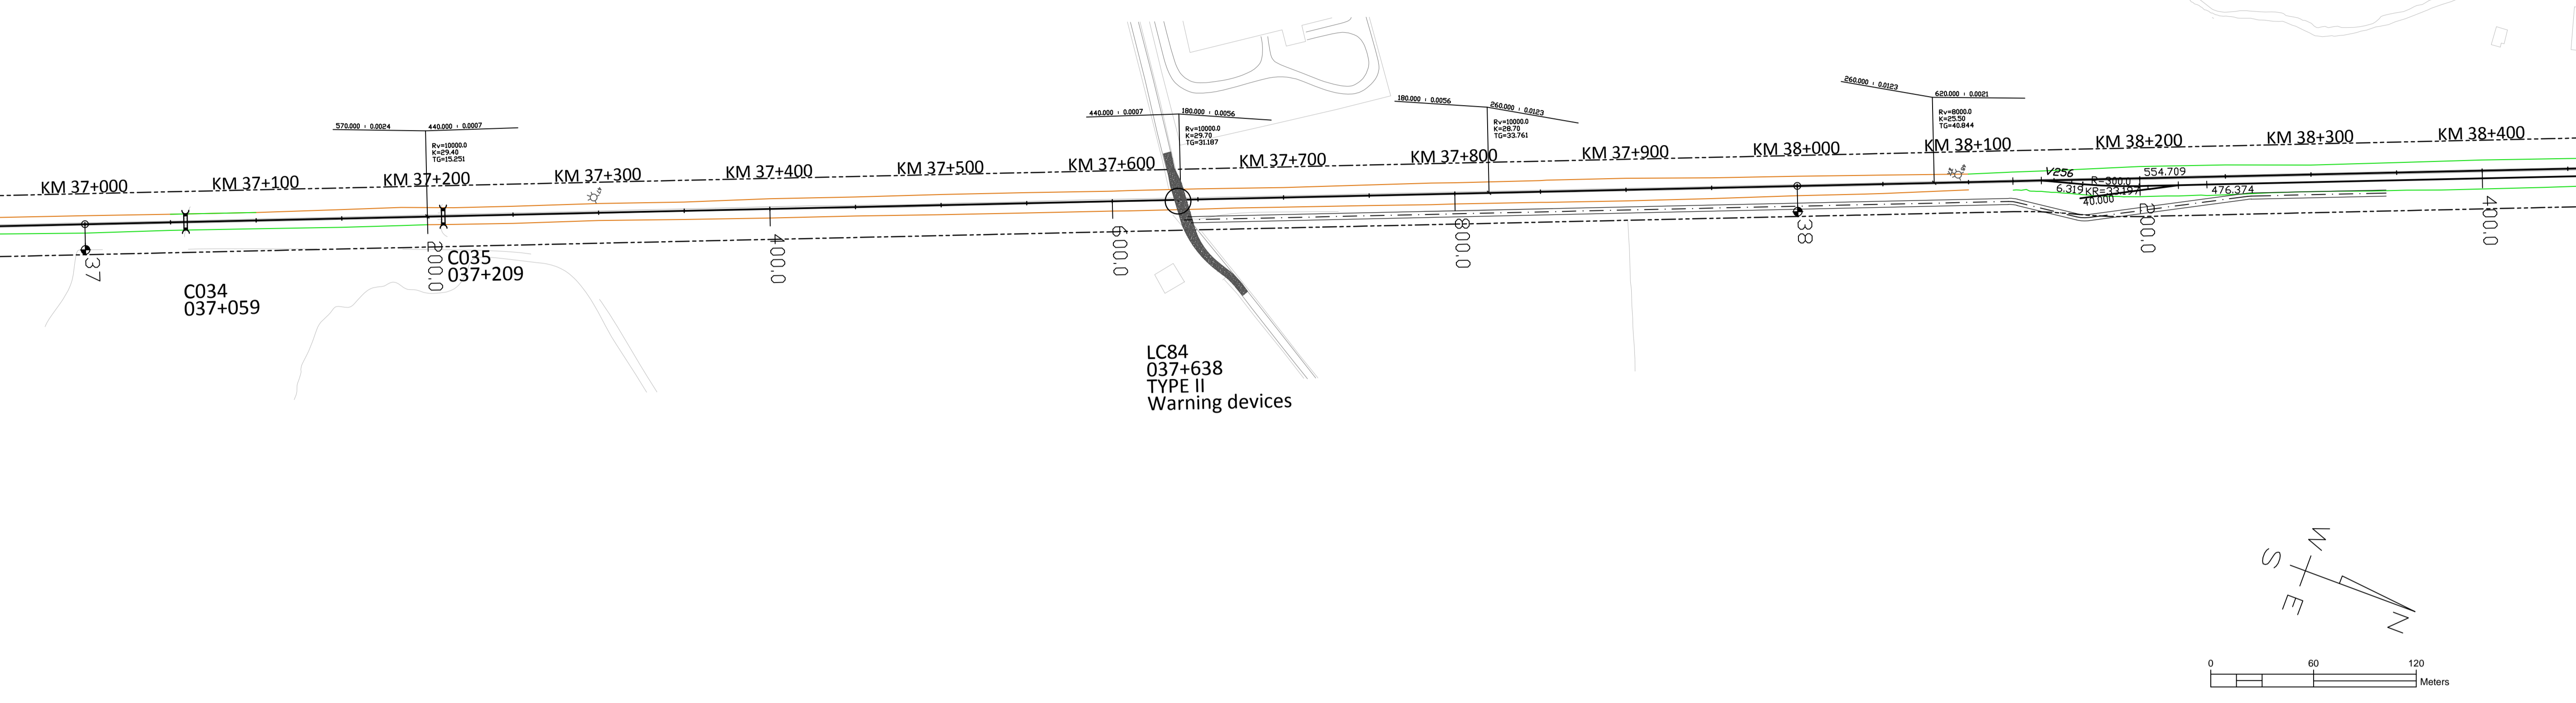 260.000 : 0.0123
620.000 : 0.0021
Rv=8000.0
K=25.50
TG=40.844
180.000 : 0.0056
260.000 : 0.0123
Rv=10000.0
K=28.70
TG=33.761
440.000 : 0.0007
180.000 : 0.0056
Rv=10000.0
K=29.70
TG=31.187
570.000 : 0.0024
440.000 : 0.0007
Rv=10000.0
K=29.40
TG=15.251
KM 37+000
KM 37+100
KM 37+200
KM 37+300
KM 37+400
KM 37+500
KM 37+600
KM 37+700
KM 37+800
KM 37+900
KM 38+000
KM 38+100
KM 38+200
KM 38+300
KM 38+400
V256
554.709
R=300.0
6.319
KR=33.197
476.374
40.000
37
200.0
400.0
600.0
800.0
38
200.0
400.0
C034
037+059
C035
037+209
LC84
037+638
TYPE II
Warning devices
W
S
E
N
0
60
120
Meters